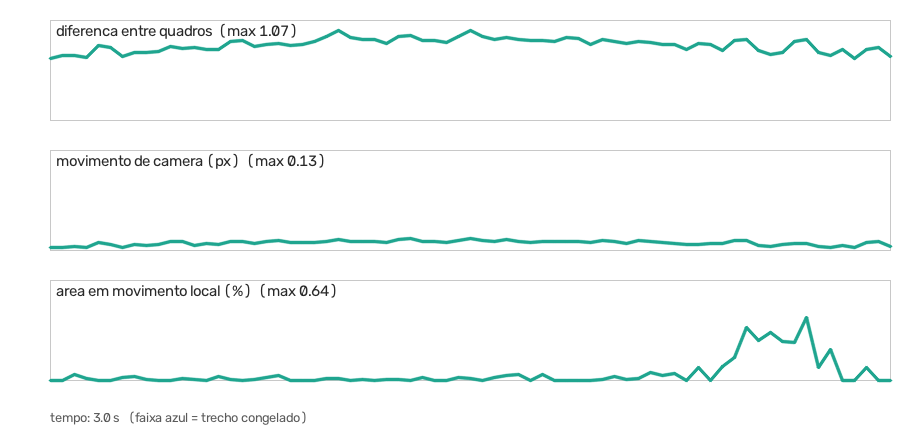 diferenca entre quadros (max 1.07)
movimento de camera (px) (max 0.13)
area em movimento local (%) (max 0.64)
tempo: 3.0 s (faixa azul = trecho congelado)